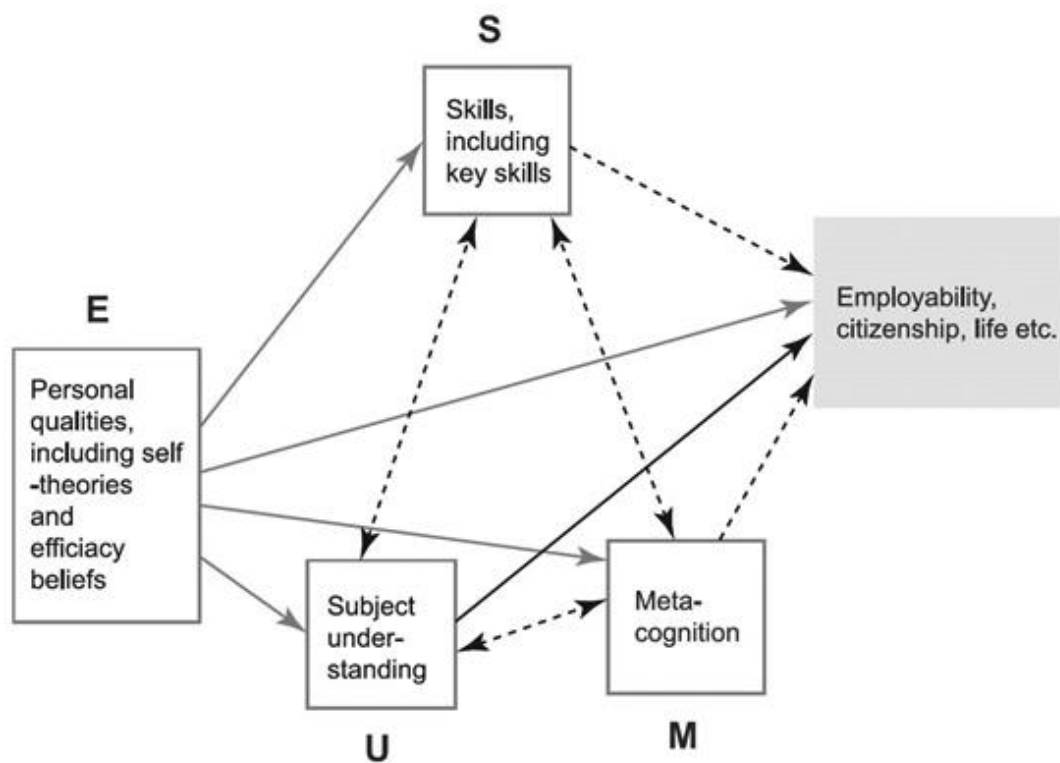 S
Skills,
including
key skills
Employability,
citizenship, life etc.
E
Personal
qualities,
including self
-theories
and
efficiacy
beliefs
Subject
under-
standing
U
Meta-
cognition
M